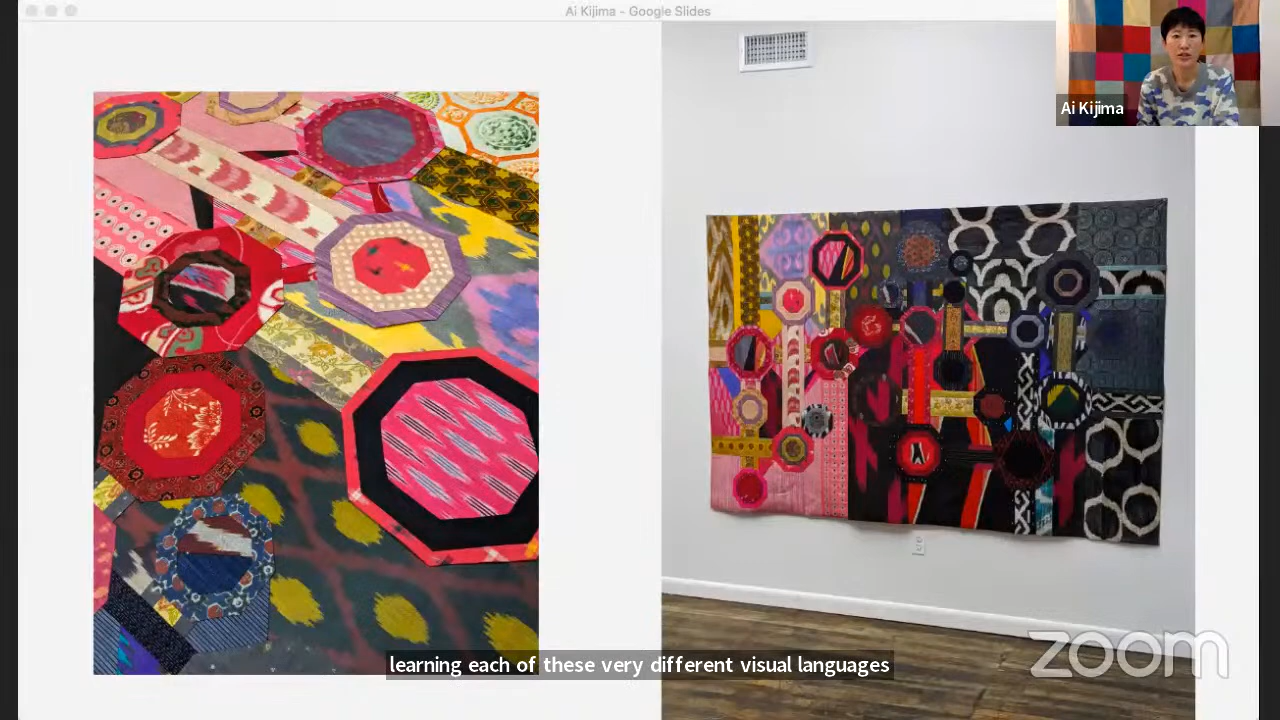 Ai Kijima - Google Slides
Ai Kijima
learning each of these very different visual languages
zoom